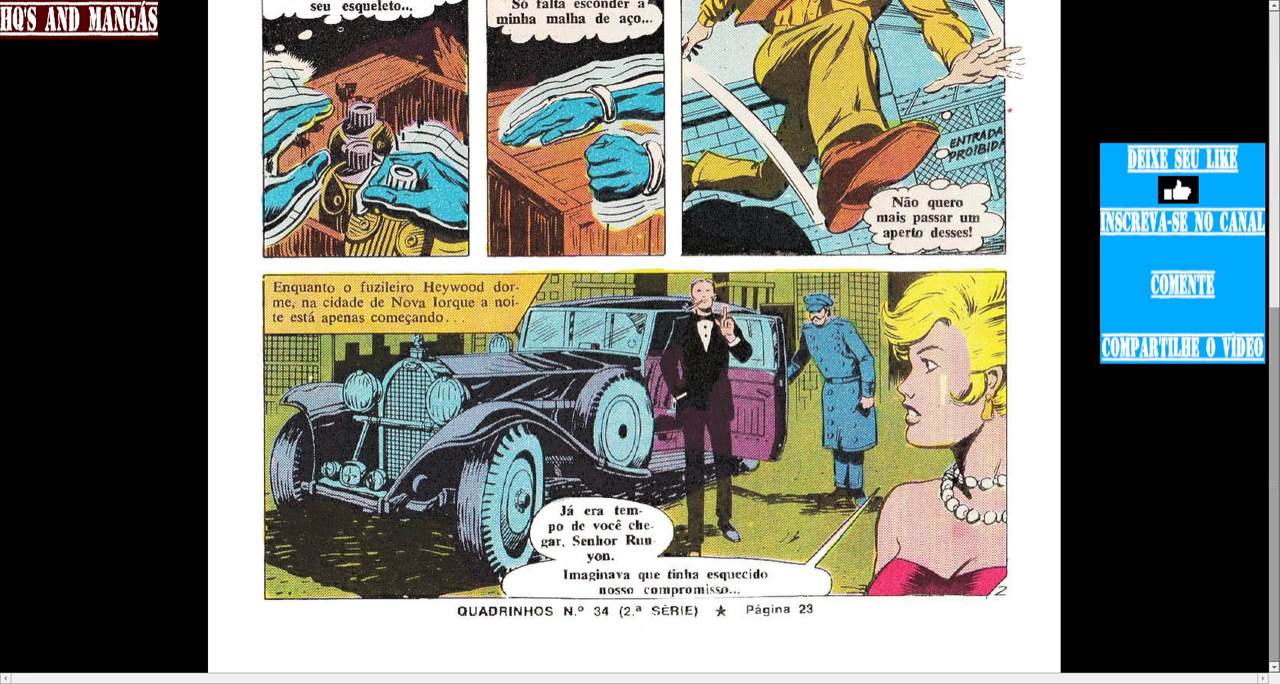 HQ'S AND MANGÁS
seu esqueleto...
Só falta esconder a
minha malha de aço...
ENTRADA
PROIBIDA
Não quero
mais passar um
aperto desses!
Enquanto o fuzileiro Heywood dor-
me, na cidade de Nova Iorque a noi-
te está apenas começando...
Já era tem-
po de você che-
gar, Senhor Run-
yon.
Imaginava que tinha esquecido
nosso compromisso...
2
QUADRINHOS N.º 34 (2.ª SÉRIE) ★ Página 23
DEIXE SEU LIKE
INSCREVA-SE NO CANAL
COMENTE
COMPARTILHE O VÍDEO